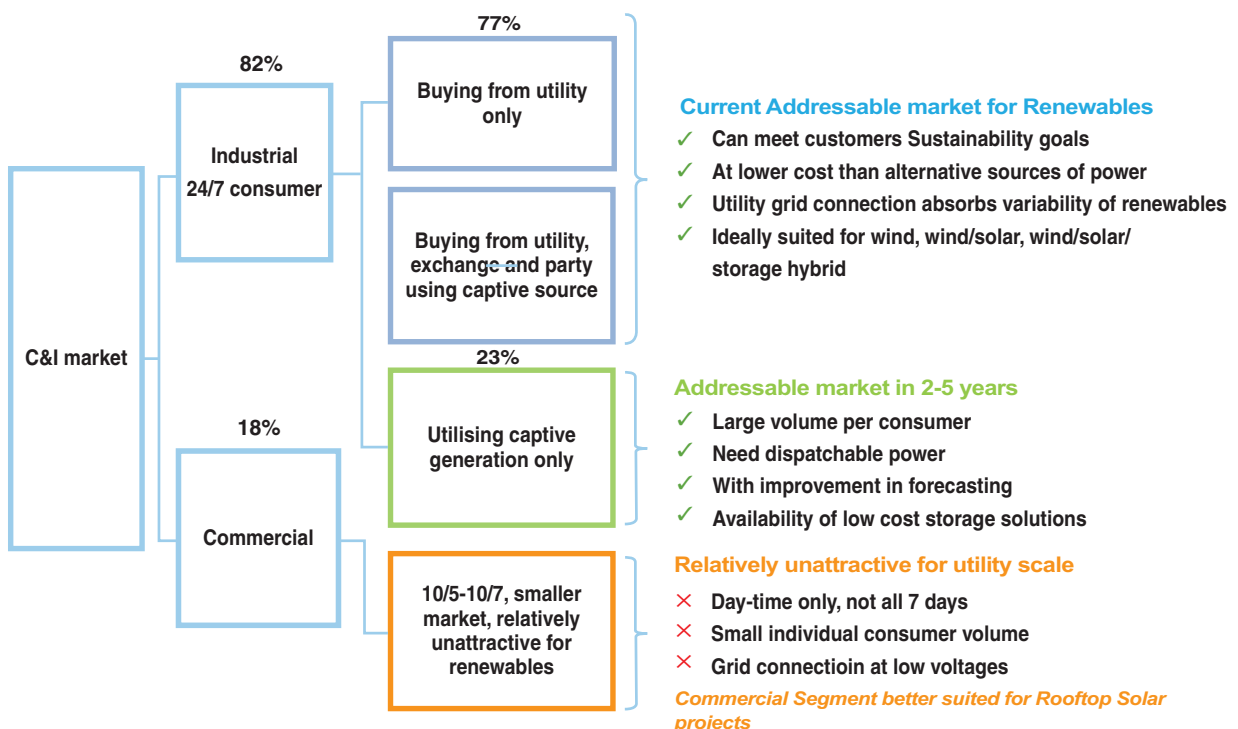 C&I market
82%
Industrial
24/7 consumer
18%
Commercial
77%
Buying from utility
only
Buying from utility,
exchange and party
using captive source
23%
Utilising captive
generation only
10/5-10/7, smaller
market, relatively
unattractive for
renewables
Current Addressable market for Renewables
✓ Can meet customers Sustainability goals
✓ At lower cost than alternative sources of power
✓ Utility grid connection absorbs variability of renewables
✓ Ideally suited for wind, wind/solar, wind/solar/
storage hybrid
Addressable market in 2-5 years
✓ Large volume per consumer
✓ Need dispatchable power
✓ With improvement in forecasting
✓ Availability of low cost storage solutions
Relatively unattractive for utility scale
× Day-time only, not all 7 days
× Small individual consumer volume
× Grid connectioin at low voltages
Commercial Segment better suited for Rooftop Solar
projects